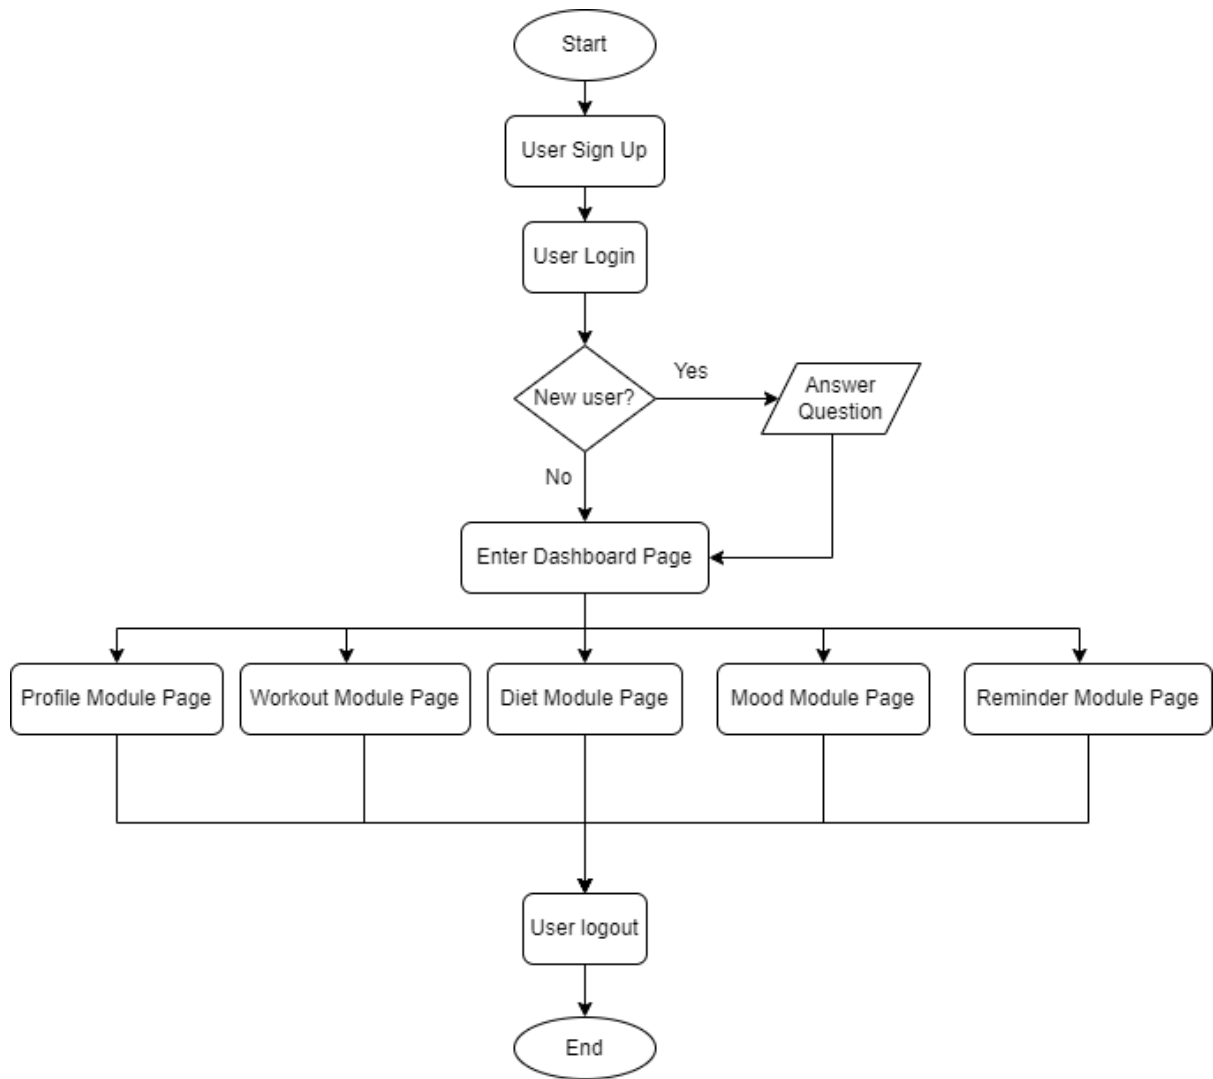 Start
User Sign Up
User Login
New user?
Yes
Answer
Question
No
Enter Dashboard Page
Profile Module Page
Workout Module Page
Diet Module Page
Mood Module Page
Reminder Module Page
User logout
End